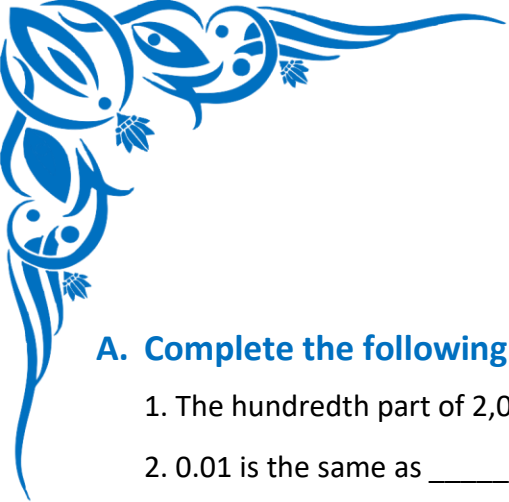 A. Complete the following
1. The hundredth part of 2,0
2. 0.01 is the same as _____